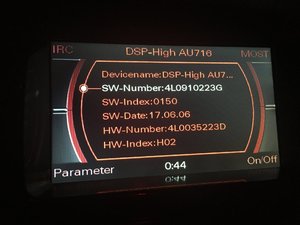 IRC DSP-High AU716 MOST
Devicename:DSP-High AU7...
SW-Number:4L0910223G
SW-Index:0150
SW-Date:17.06.06
HW-Number:4L0035223D
HW-Index:H02
Parameter 0:44 On/Off